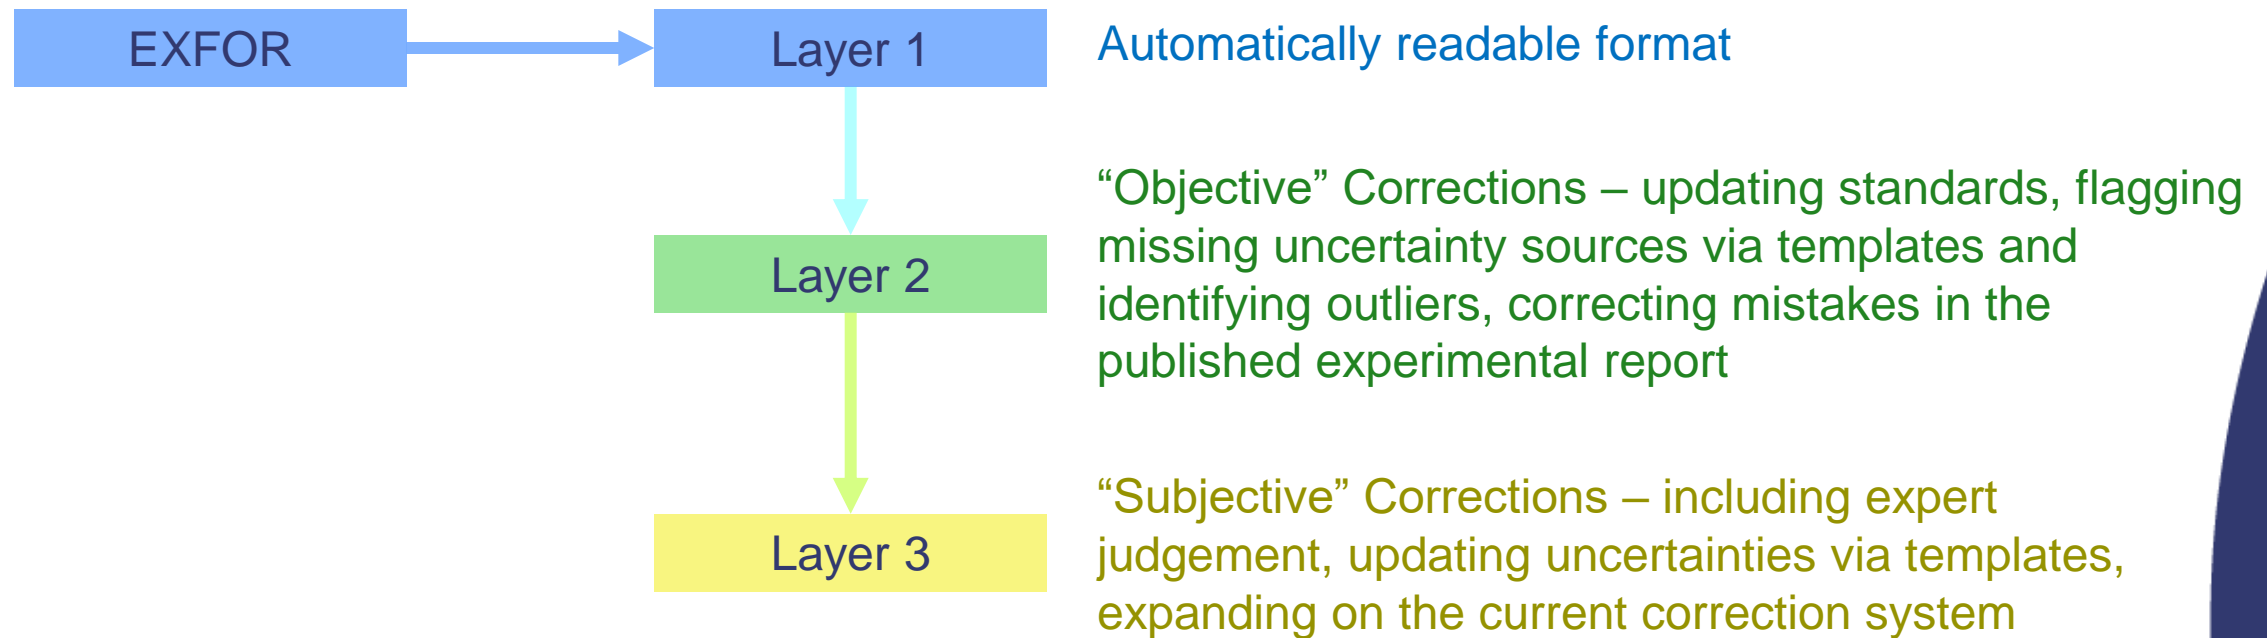 EXFOR
Layer 1
Automatically readable format
“Objective” Corrections – updating standards, flagging
missing uncertainty sources via templates and
identifying outliers, correcting mistakes in the
published experimental report
Layer 2
“Subjective” Corrections – including expert
judgement, updating uncertainties via templates,
expanding on the current correction system
Layer 3